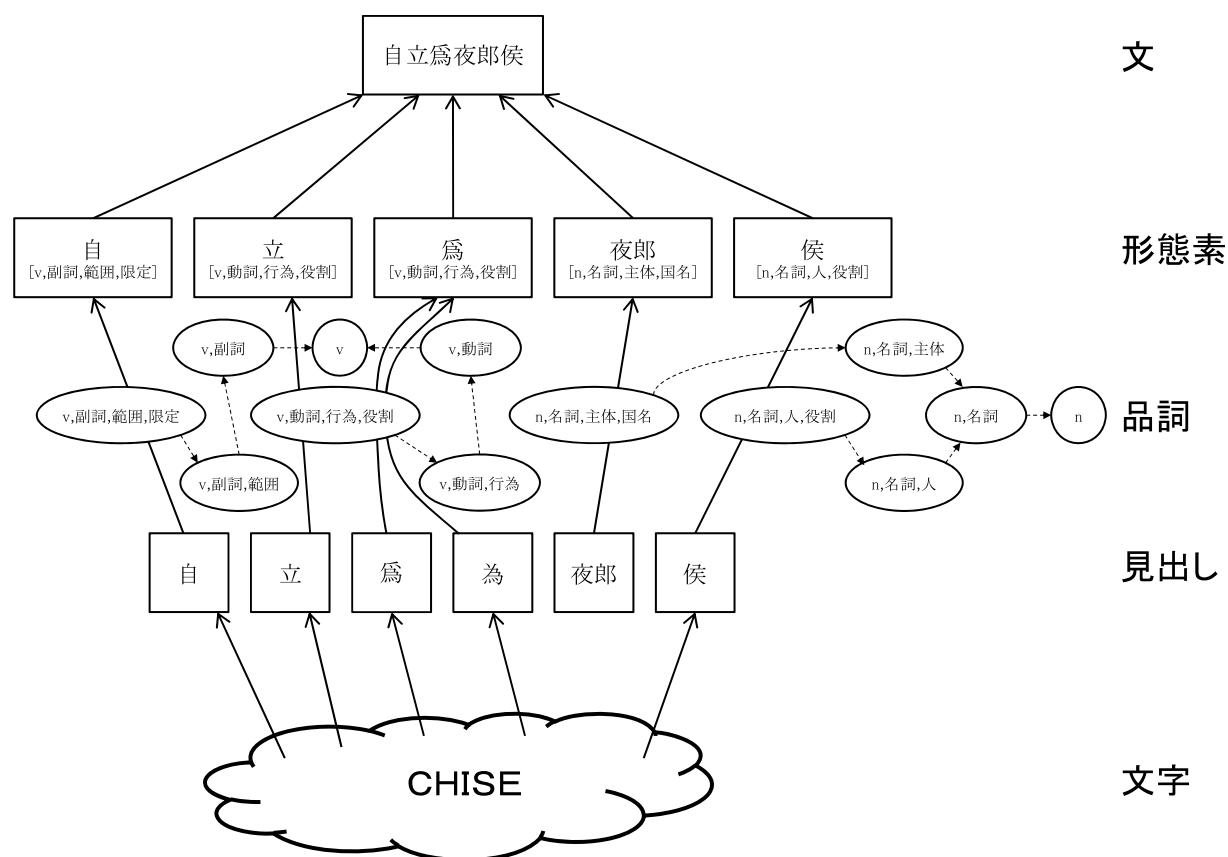 自立爲夜郎侯
文
自
[v,副詞,範囲,限定]
立
[v,動詞,行為,役割]
爲
[v,動詞,行為,役割]
夜郎
[n,名詞,主体,国名]
侯
[n,名詞,人,役割]
形態素
v,副詞
v
v,動詞
n,名詞,主体
v,副詞,範囲,限定
v,動詞,行為,役割
n,名詞,主体,国名
n,名詞,人,役割
n,名詞
n
品詞
v,副詞,範囲
v,動詞,行為
n,名詞,人
自
立
爲
為
夜郎
侯
見出し
CHISE
文字